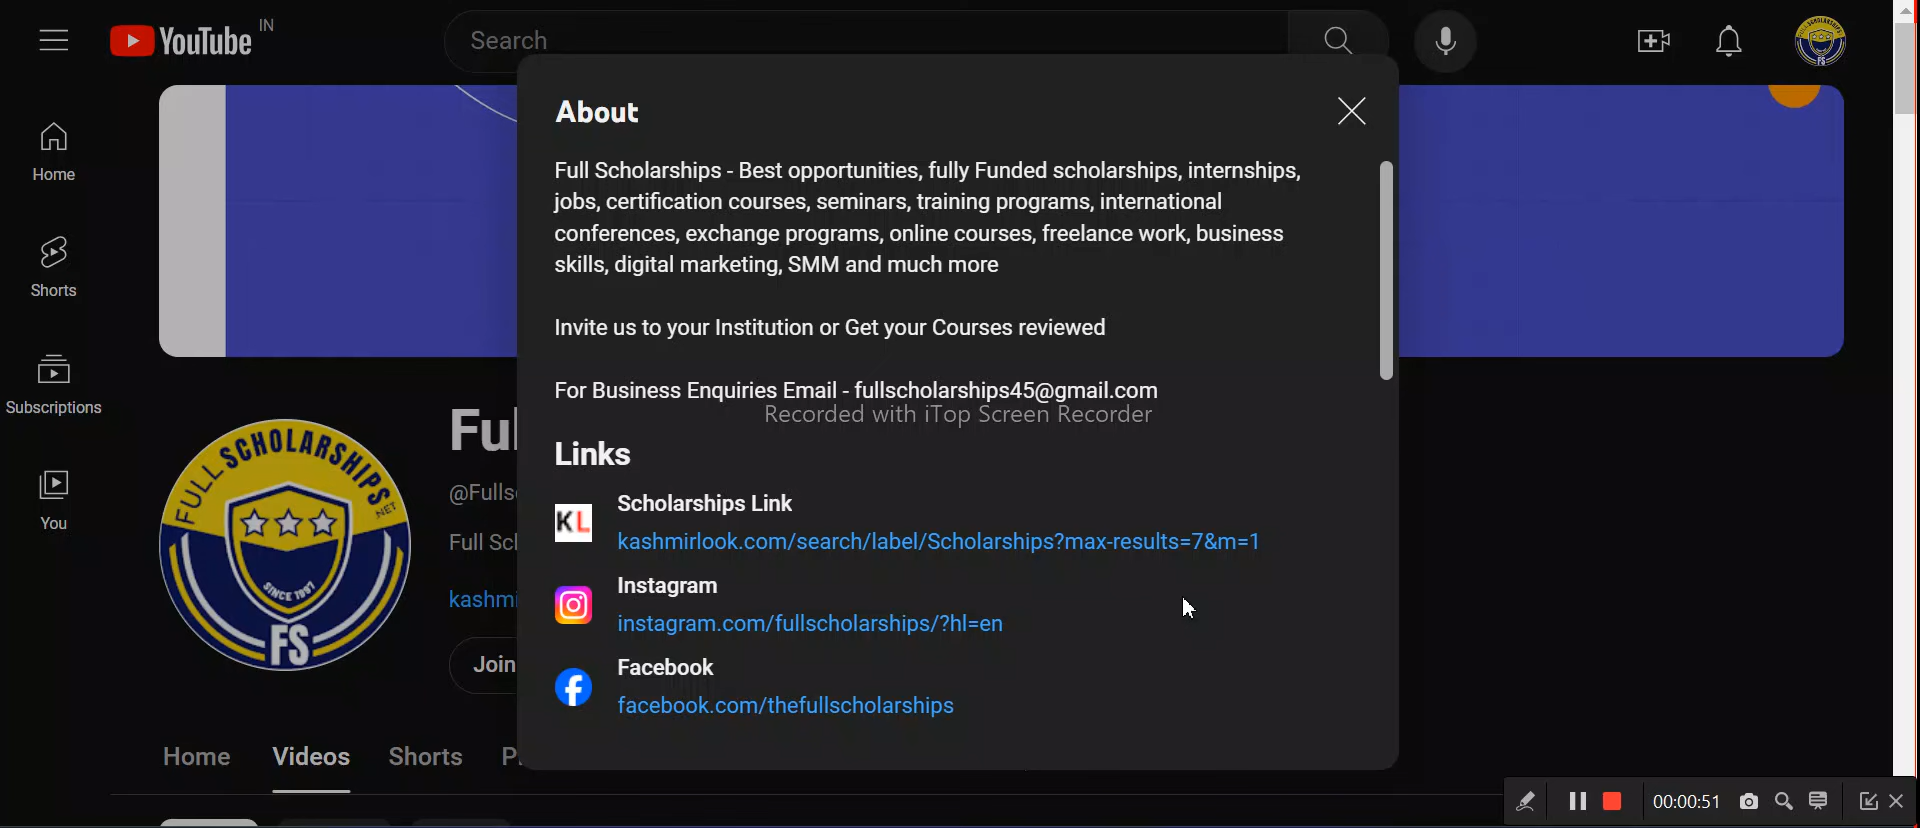 YouTube IN
Search
Home
Shorts
Subscriptions
You
About
Full Scholarships - Best opportunities, fully Funded scholarships, internships,
jobs, certification courses, seminars, training programs, international
conferences, exchange programs, online courses, freelance work, business
skills, digital marketing, SMM and much more
Invite us to your Institution or Get your Courses reviewed
For Business Enquiries Email - fullscholarships45@gmail.com
Recorded with iTop Screen Recorder
Links
KL
Scholarships Link
kashmirlook.com/search/label/Scholarships?max-results=7&m=1
Instagram
instagram.com/fullscholarships/?hl=en
Facebook
facebook.com/thefullscholarships
FULL SCHOLARSHIPS .NET
SINCE 1997
FS
Ful
@Fulls
Full Scl
kashmi
Join
Home Videos Shorts P
00:00:51